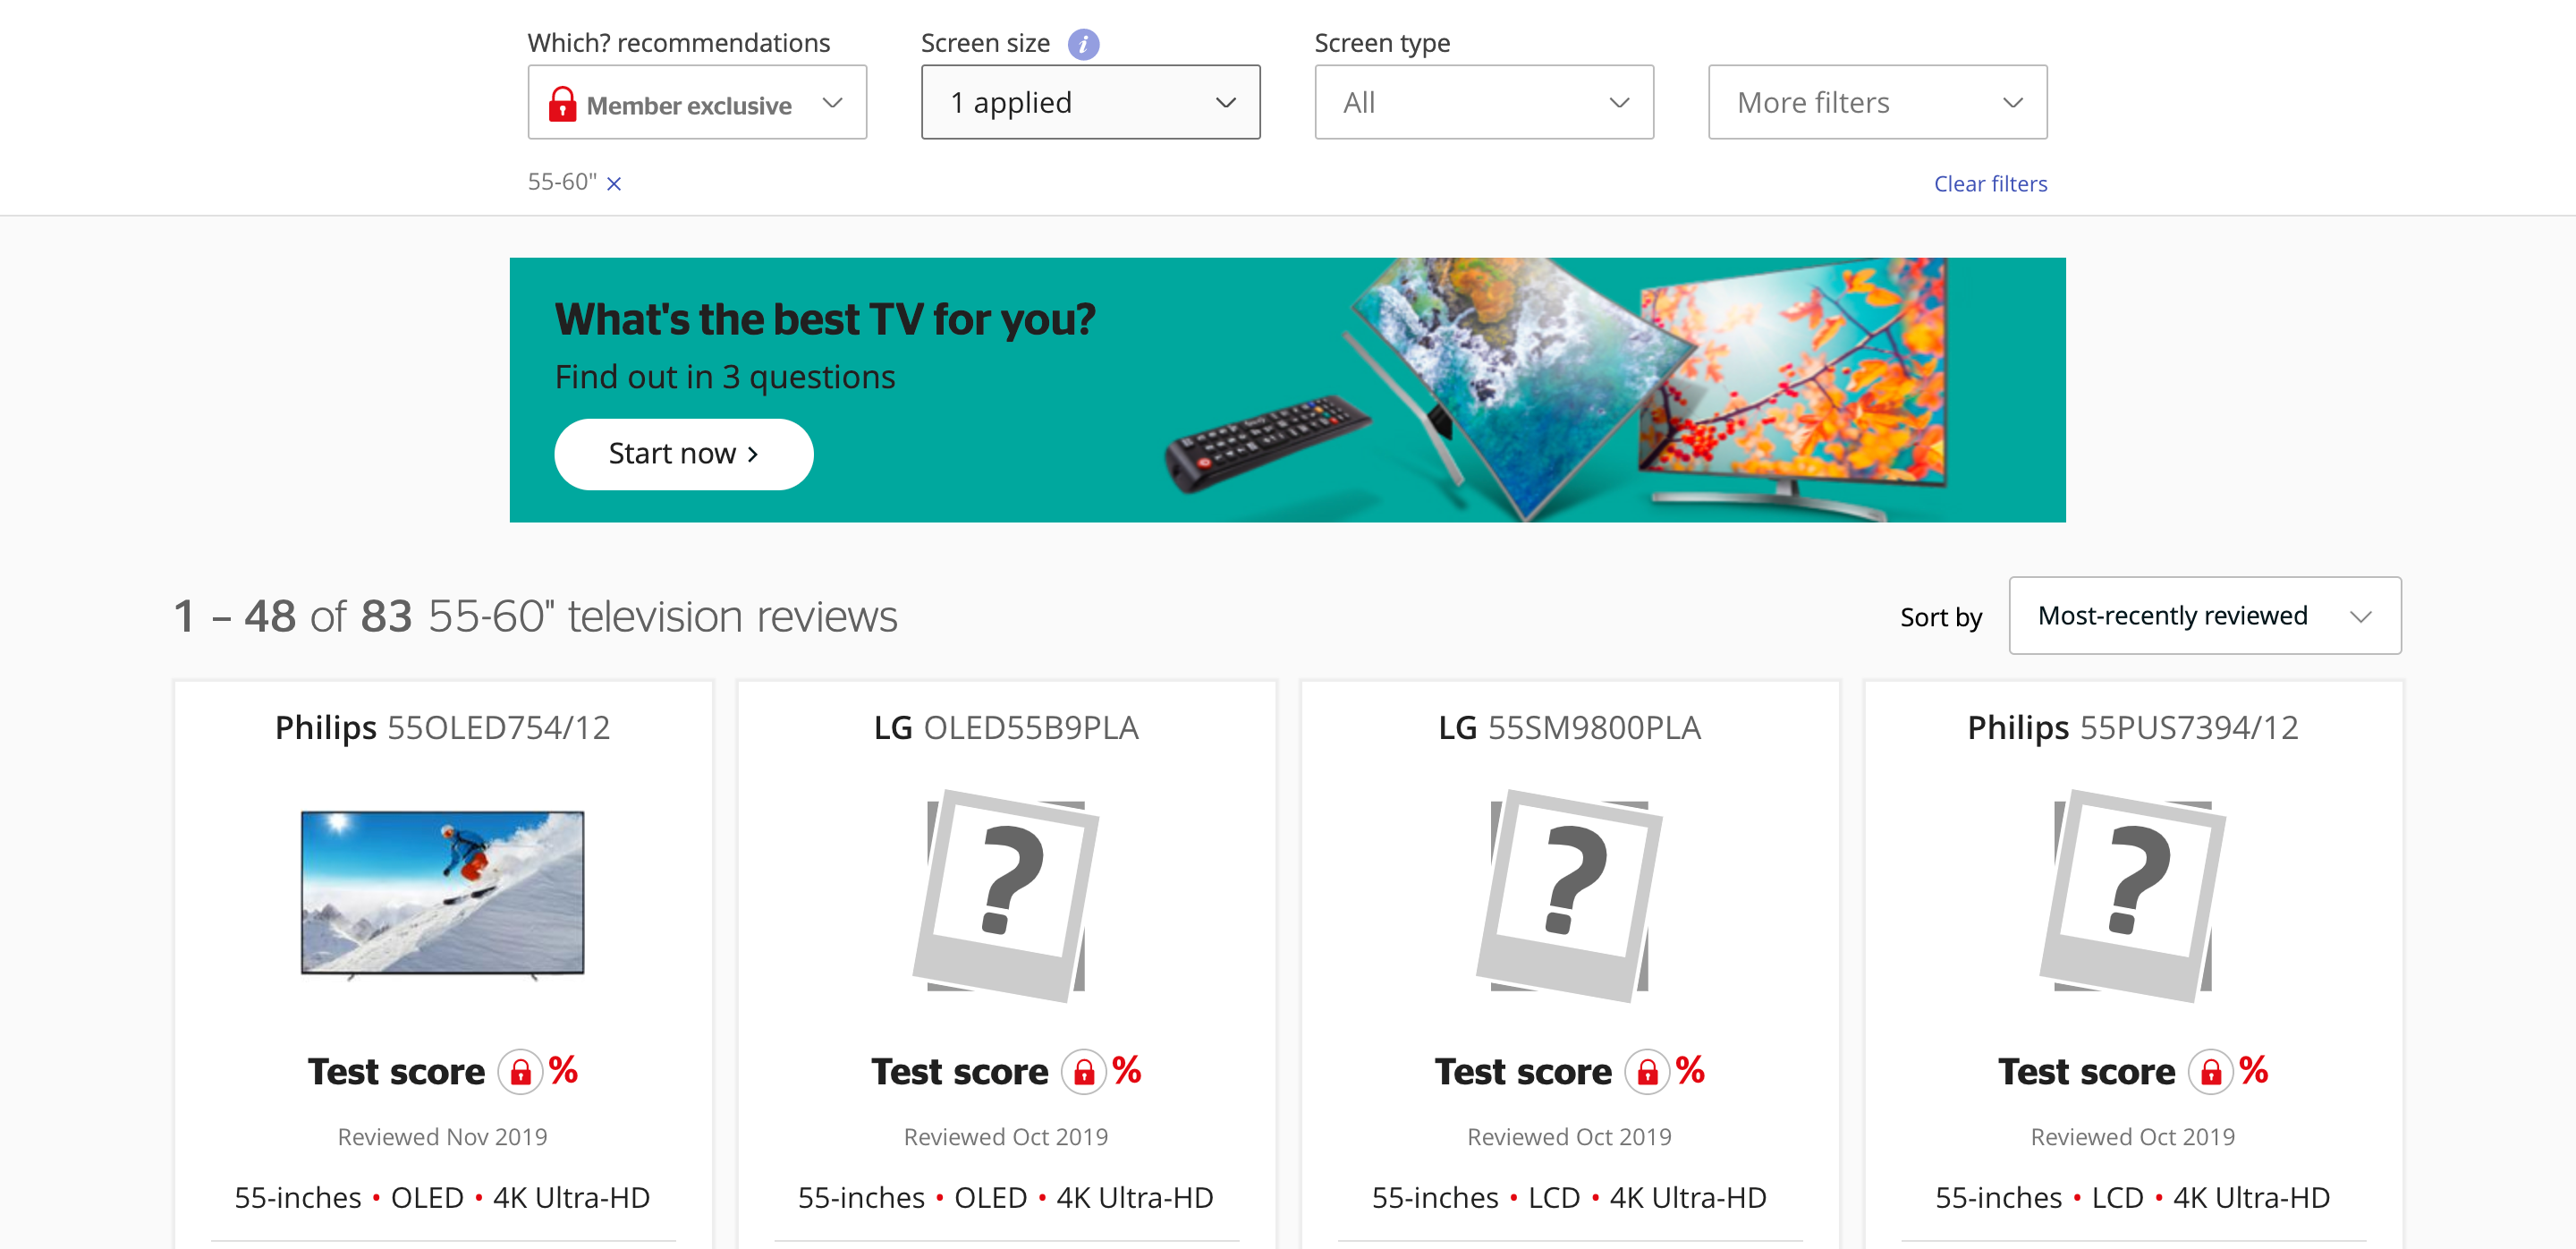 Which? recommendations
Screen size i
Screen type
Member exclusive
1 applied
All
More filters
55-60" ×
Clear filters
What's the best TV for you?
Find out in 3 questions
Start now >
1 – 48 of 83 55-60" television reviews
Sort by
Most-recently reviewed
Philips 55OLED754/12
LG OLED55B9PLA
LG 55SM9800PLA
Philips 55PUS7394/12
?
?
?
Test score %
Test score %
Test score %
Test score %
Reviewed Nov 2019
Reviewed Oct 2019
Reviewed Oct 2019
Reviewed Oct 2019
55-inches • OLED • 4K Ultra-HD
55-inches • OLED • 4K Ultra-HD
55-inches • LCD • 4K Ultra-HD
55-inches • LCD • 4K Ultra-HD